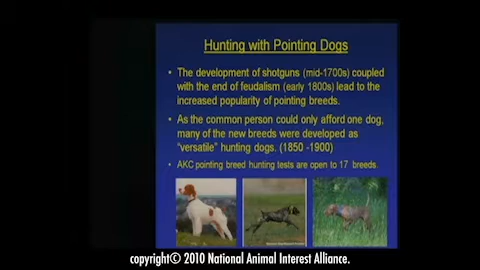 Hunting with Pointing Dogs
• The development of shotguns (mid-1700s) coupled
with the end of feudalism (early 1800s) lead to the
increased popularity of pointing breeds.
• As the common person could only afford one dog,
many of the new breeds were developed as
"versatile" hunting dogs. (1850 -1900)
• AKC pointing breed hunting tests are open to 17 breeds
copyright© 2010 National Animal Interest Alliance.